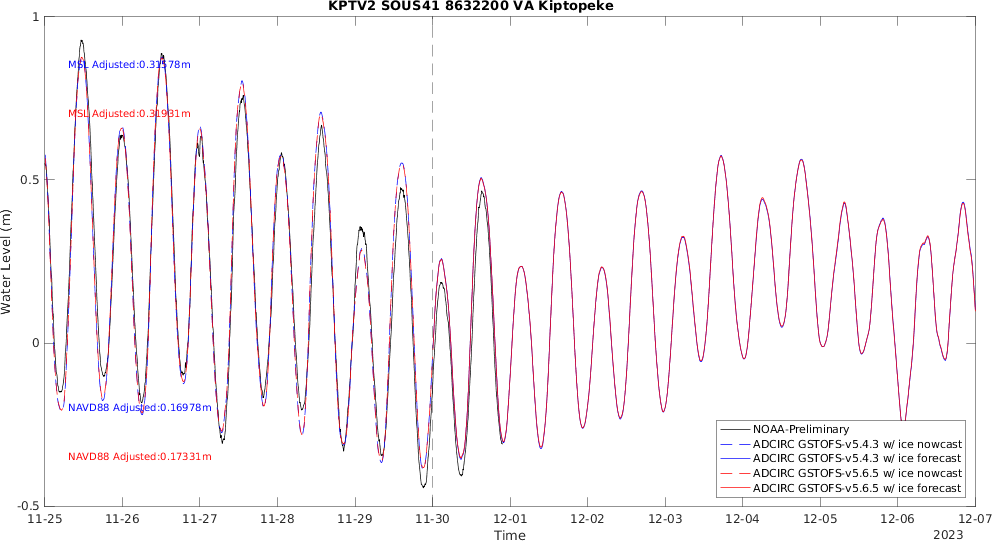 KPTV2 SOUS41 8632200 VA Kiptopeke
1
MSL Adjusted:0.31578m
MSL Adjusted:0.31931m
0.5
Water Level (m)
0
NAVD88 Adjusted:0.16978m
NAVD88 Adjusted:0.17331m
-0.5
NOAA-Preliminary
ADCIRC GSTOFS-v5.4.3 w/ ice nowcast
ADCIRC GSTOFS-v5.4.3 w/ ice forecast
ADCIRC GSTOFS-v5.6.5 w/ ice nowcast
ADCIRC GSTOFS-v5.6.5 w/ ice forecast
11-25 11-26 11-27 11-28 11-29 11-30 12-01 12-02 12-03 12-04 12-05 12-06 12-07
Time
2023